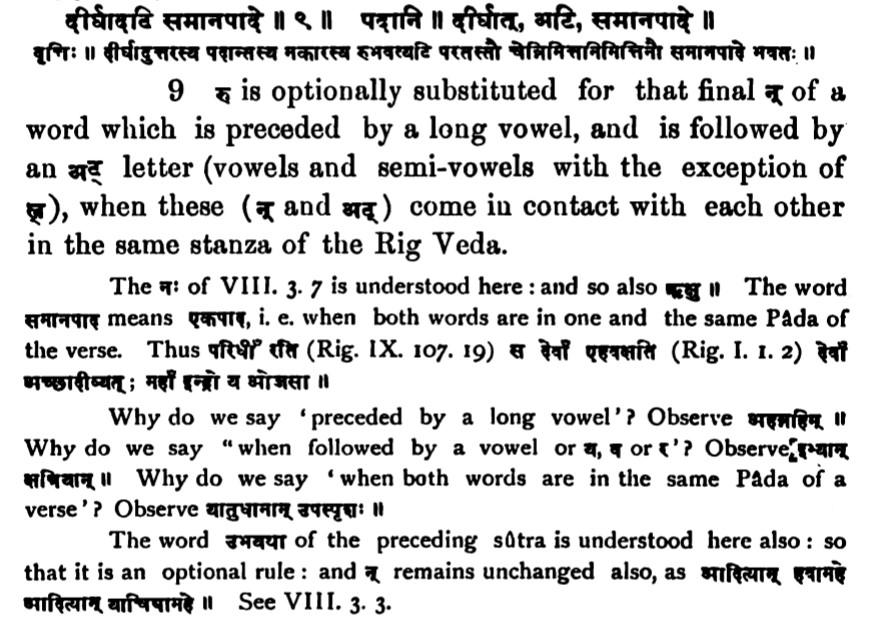 दीर्घादटि समानपादे ॥ ९ ॥ पदानि ॥ दीर्घात्, अटि, समानपादे ॥
वृत्तिः ॥ दीर्घादुत्तरस्य पदान्तस्य नकारस्य रुभवत्यटि परतस्तौ चेन्निमित्तनिमित्तिनौ समानपादे भवतः ॥
9 रु is optionally substituted for that final न् of a
word which is preceded by a long vowel, and is followed by
an अट् letter (vowels and semi-vowels with the exception of
), when these (न् and अट्) come in contact with each other
in the same stanza of the Rig Veda.
The नः of VIII. 3. 7 is understood here : and so also ऋक्षु ॥ The word
समानपाद means एकपाद, i. e. when both words are in one and the same Pâda of
the verse. Thus परिधीँ रति (Rig. IX. 107. 19) स देवाँ एहवक्षति (Rig. I. 1. 2) देवाँ
अच्छादीव्यत्; महाँ इन्द्रो य ओजसा ॥
Why do we say 'preceded by a long vowel'? Observe अहन्नहिम् ॥
Why do we say "when followed by a vowel or य, व or र'? Observe, इभ्यान्
क्षत्रियान् ॥ Why do we say 'when both words are in the same Pâda of a
verse'? Observe यातुधानान् उपस्पृशः ॥
The word उभयथा of the preceding sûtra is understood here also : so
that it is an optional rule : and न् remains unchanged also, as आदित्यान् हवामहे
आदित्यान् याचिषामहे ॥ See VIII. 3. 3.